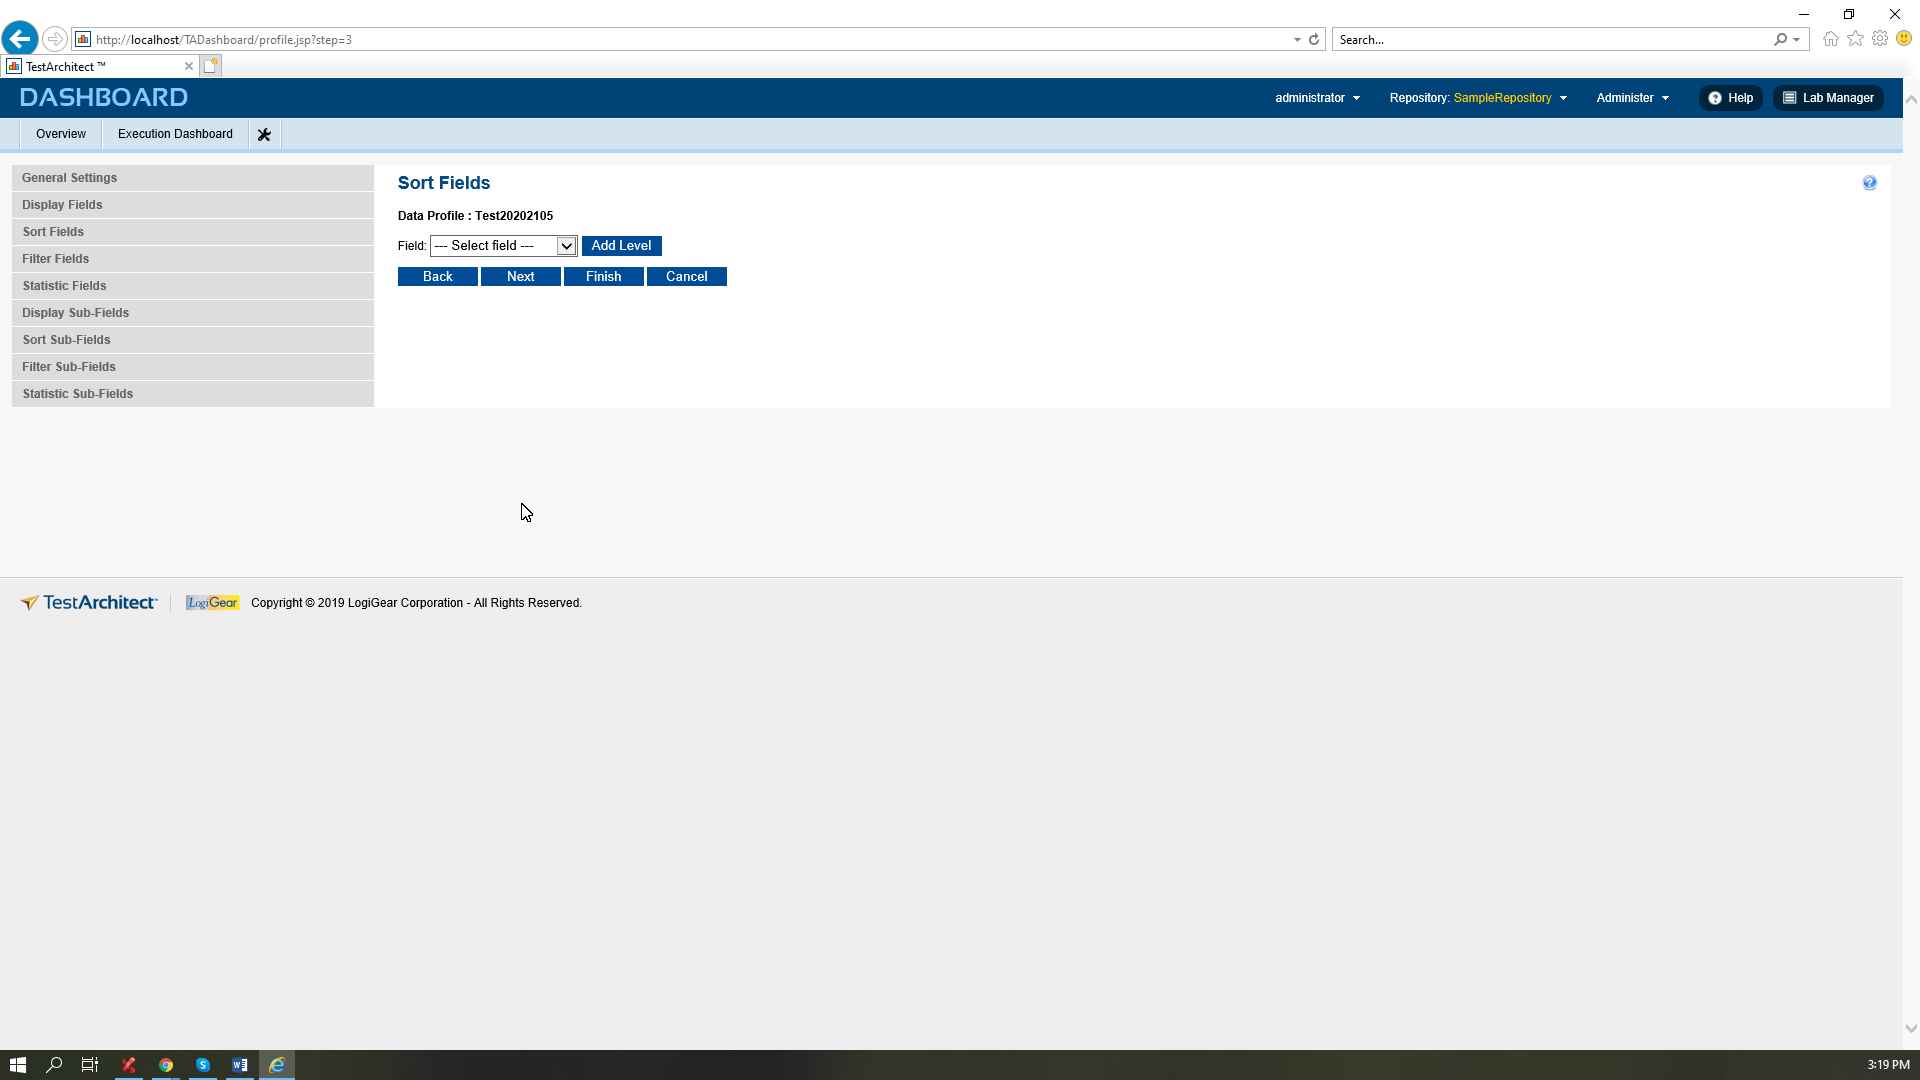 http://localhost/TADashboard/profile.jsp?step=3
Search...
TestArchitect ™
DASHBOARD
administrator
Repository: SampleRepository
Administer
Help
Lab Manager
Overview
Execution Dashboard
General Settings
Display Fields
Sort Fields
Filter Fields
Statistic Fields
Display Sub-Fields
Sort Sub-Fields
Filter Sub-Fields
Statistic Sub-Fields
Sort Fields
Data Profile : Test20202105
Field: --- Select field --- Add Level
Back Next Finish Cancel
TestArchitect™ LogiGear Copyright © 2019 LogiGear Corporation - All Rights Reserved.
3:19 PM